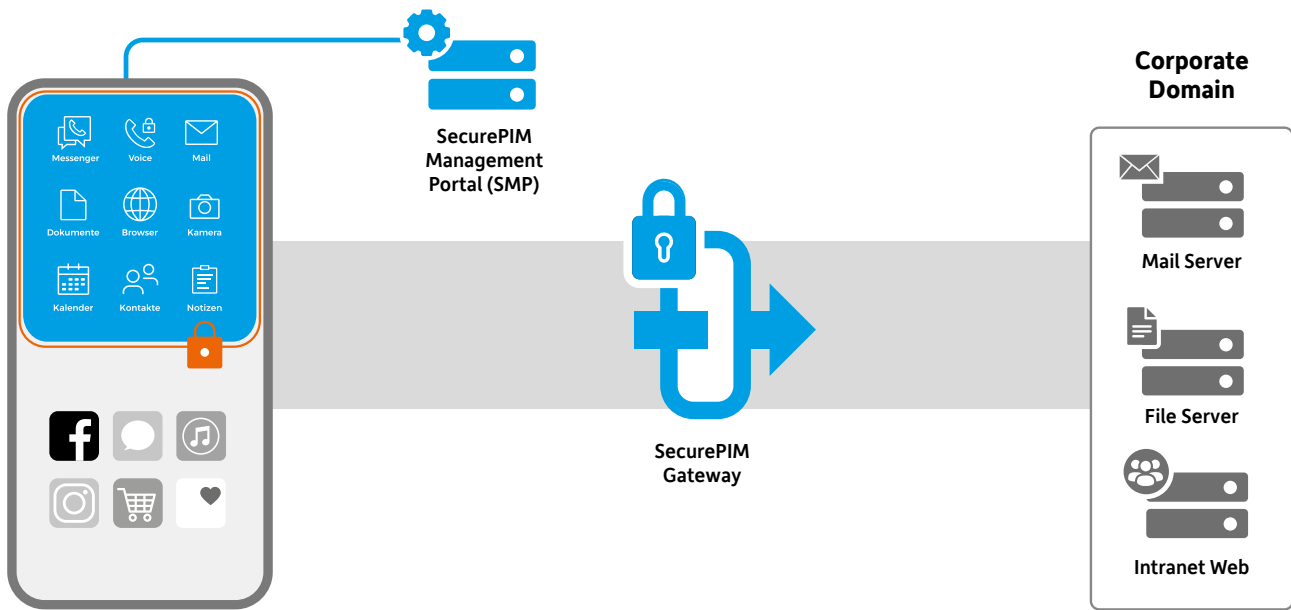 Messenger
Voice
Mail
Dokumente
Browser
Kamera
Kalender
Kontakte
Notizen
SecurePIM
Management
Portal (SMP)
SecurePIM
Gateway
Corporate
Domain
Mail Server
File Server
Intranet Web